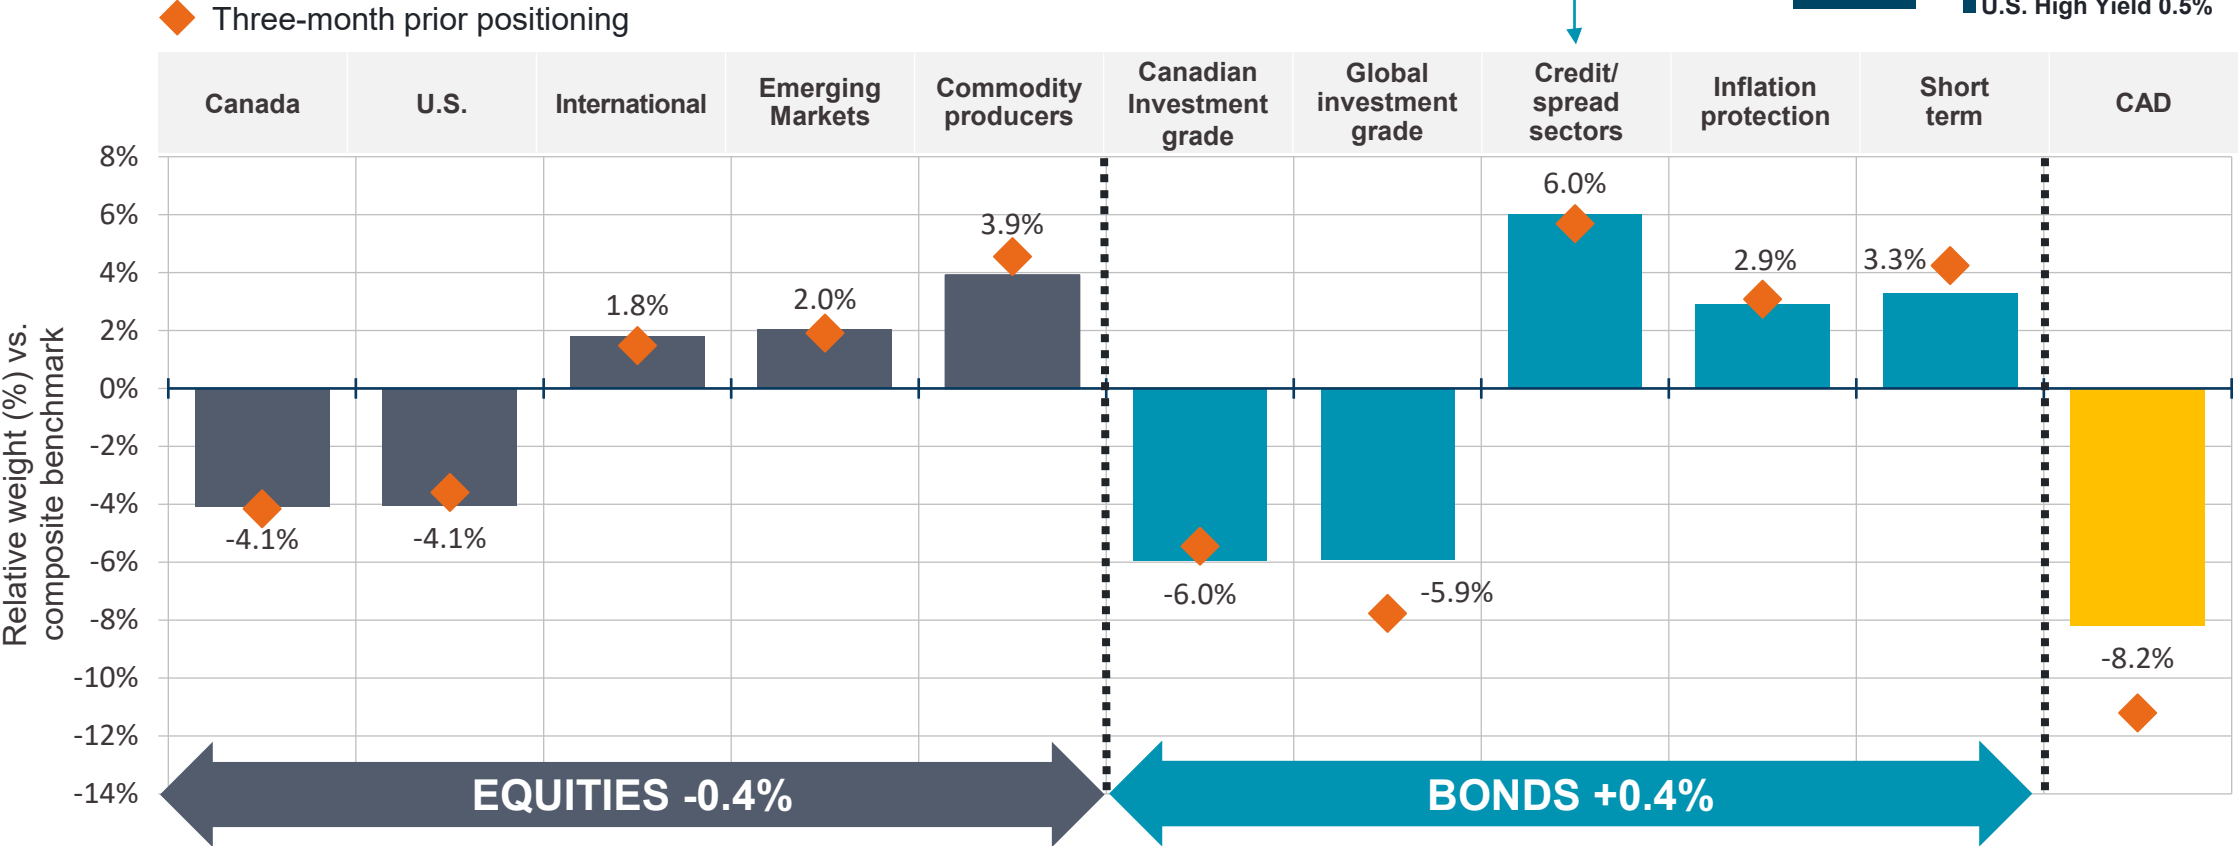 Three-month prior positioning
U.S. High Yield 0.5%
Canada
U.S.
International
Emerging
Markets
Commodity
producers
Canadian
Investment
grade
Global
investment
grade
Credit/
spread
sectors
Inflation
protection
Short
term
CAD
Relative weight (%) vs.
composite benchmark
8%
6%
4%
2%
0%
-2%
-4%
-6%
-8%
-10%
-12%
-14%
-4.1%
-4.1%
1.8%
2.0%
3.9%
-6.0%
-5.9%
6.0%
2.9%
3.3%
-8.2%
EQUITIES -0.4%
BONDS +0.4%